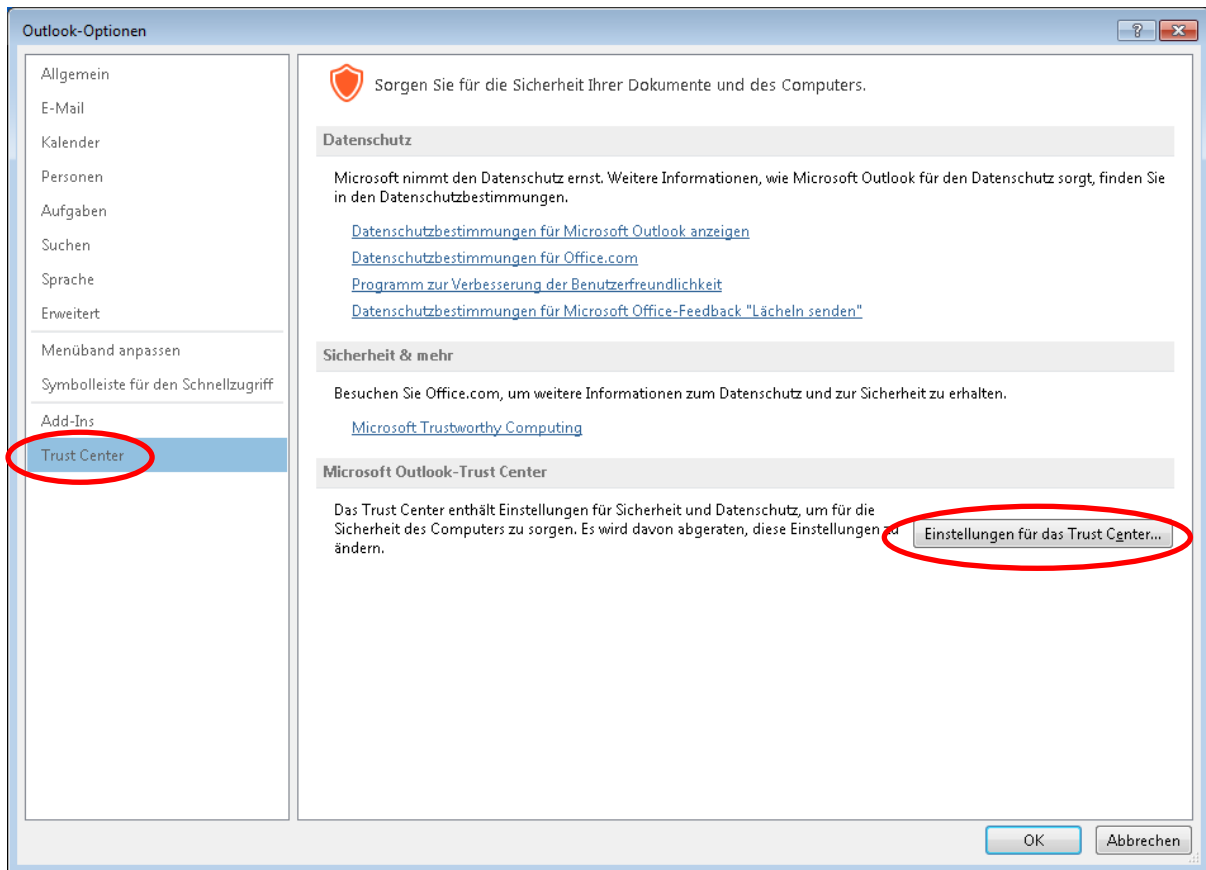 Outlook-Optionen
Allgemein
E-Mail
Kalender
Personen
Aufgaben
Suchen
Sprache
Erweitert
Menüband anpassen
Symbolleiste für den Schnellzugriff
Add-Ins
Trust Center
Sorgen Sie für die Sicherheit Ihrer Dokumente und des Computers.
Datenschutz
Microsoft nimmt den Datenschutz ernst. Weitere Informationen, wie Microsoft Outlook für den Datenschutz sorgt, finden Sie
in den Datenschutzbestimmungen.
Datenschutzbestimmungen für Microsoft Outlook anzeigen
Datenschutzbestimmungen für Office.com
Programm zur Verbesserung der Benutzerfreundlichkeit
Datenschutzbestimmungen für Microsoft Office-Feedback "Lächeln senden"
Sicherheit & mehr
Besuchen Sie Office.com, um weitere Informationen zum Datenschutz und zur Sicherheit zu erhalten.
Microsoft Trustworthy Computing
Microsoft Outlook-Trust Center
Das Trust Center enthält Einstellungen für Sicherheit und Datenschutz, um für die
Sicherheit des Computers zu sorgen. Es wird davon abgeraten, diese Einstellungen zu
ändern.
Einstellungen für das Trust Center...
OK
Abbrechen